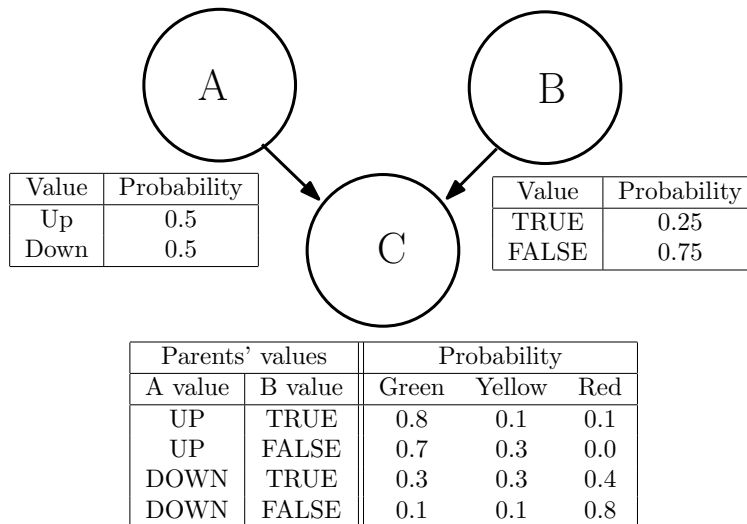 A
B
Value Probability
Up 0.5
Down 0.5
Value Probability
TRUE 0.25
FALSE 0.75
C
Parents' values Probability
A value B value Green Yellow Red
UP TRUE 0.8 0.1 0.1
UP FALSE 0.7 0.3 0.0
DOWN TRUE 0.3 0.3 0.4
DOWN FALSE 0.1 0.1 0.8